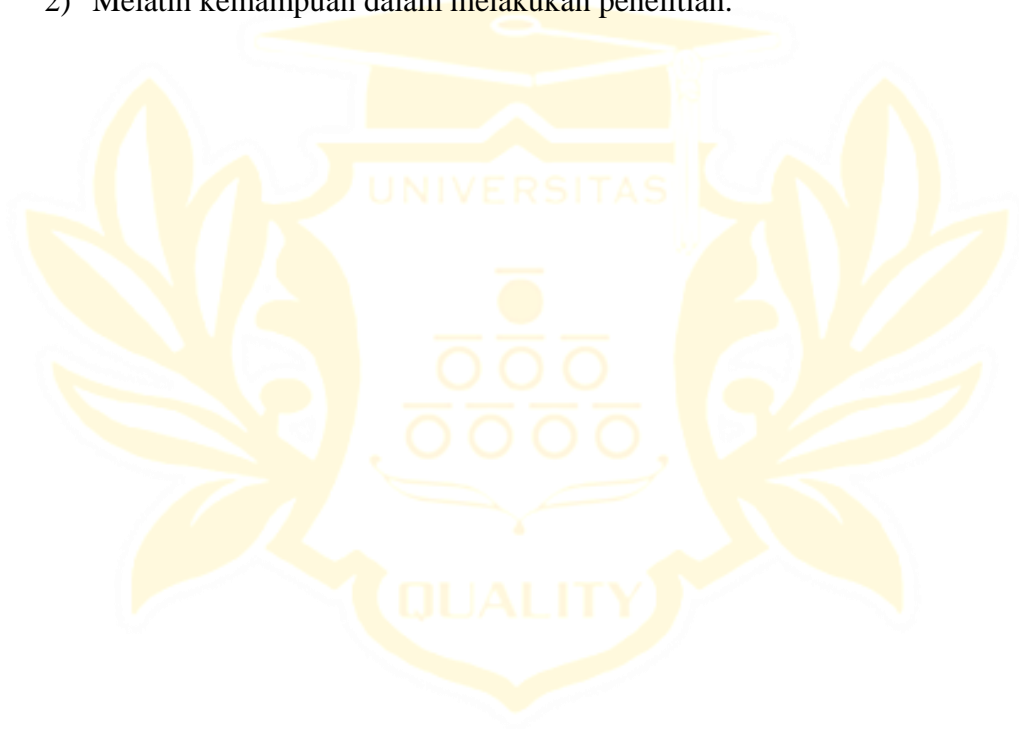 2) Melatih kemampuan dalam melakukan penelitian.
UNIVERSITAS
QUALITY